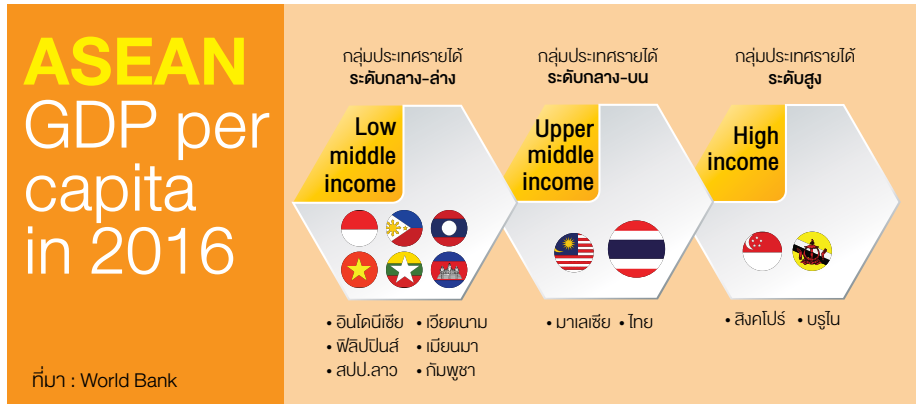 ASEAN
GDP per
capita
in 2016
ที่มา : World Bank
กลุ่มประเทศรายได้
ระดับกลาง-ล่าง
Low
middle
income
• อินโดนีเซีย • เวียดนาม
• ฟิลิปปินส์ • เมียนมา
• สปป.ลาว • กัมพูชา
กลุ่มประเทศรายได้
ระดับกลาง-บน
Upper
middle
income
• มาเลเซีย • ไทย
กลุ่มประเทศรายได้
ระดับสูง
High
income
• สิงคโปร์ • บรูไน